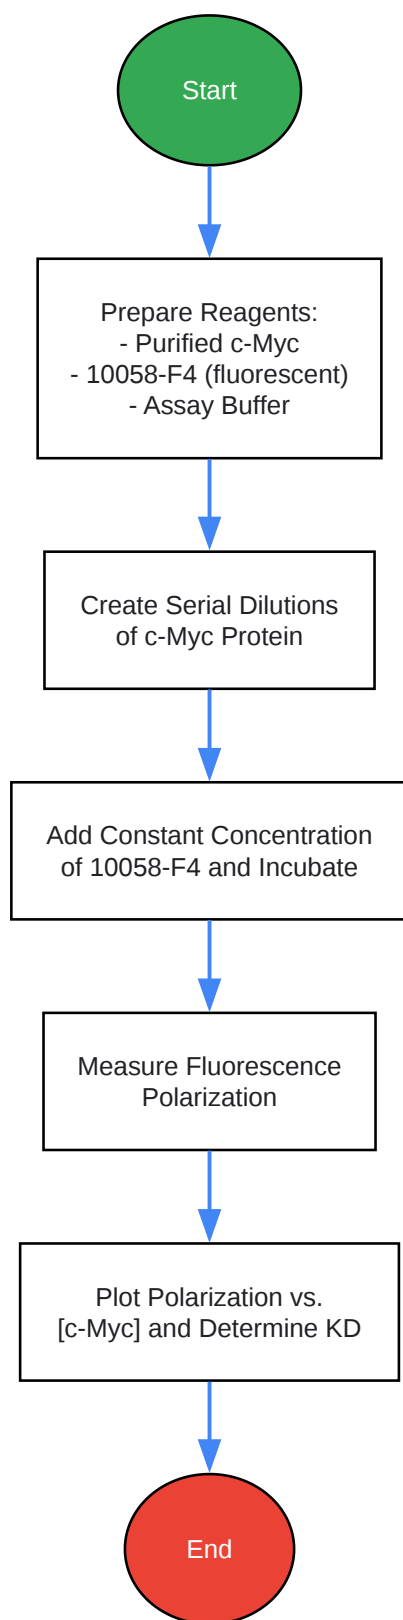 Start
Prepare Reagents:
- Purified c-Myc
- 10058-F4 (fluorescent)
- Assay Buffer
Create Serial Dilutions
of c-Myc Protein
Add Constant Concentration
of 10058-F4 and Incubate
Measure Fluorescence
Polarization
Plot Polarization vs.
[c-Myc] and Determine KD
End